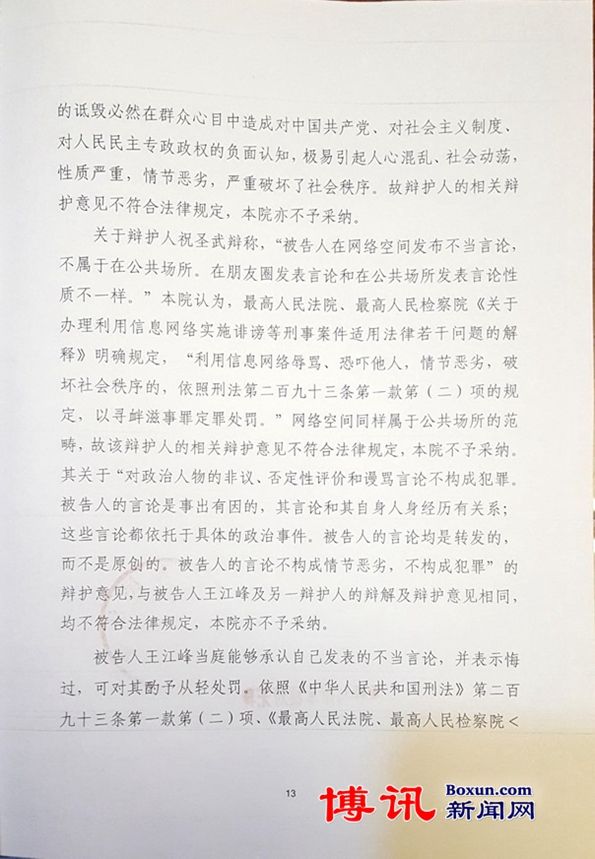 的诋毁必然在群众心目中造成对中国共产党、对社会主义制度、
对人民民主专政政权的负面认知，极易引起人心混乱、社会动荡，
性质严重，情节恶劣，严重破坏了社会秩序。故辩护人的相关辩
护意见不符合法律规定，本院亦不予采纳。
关于辩护人祝圣武辩称，“被告人在网络空间发布不当言论，
不属于在公共场所。在朋友圈发表言论和在公共场所发表言论性
质不一样。”本院认为，最高人民法院、最高人民检察院《关于
办理利用信息网络实施诽谤等刑事案件适用法律若干问题的解
释》明确规定，“利用信息网络辱骂、恐吓他人，情节恶劣，破
坏社会秩序的，依照刑法第二百九十三条第一款第（二）项的规
定，以寻衅滋事罪定罪处罚。”网络空间同样属于公共场所的范
畴，故该辩护人的相关辩护意见不符合法律规定，本院不予采纳。
其关于“对政治人物的非议、否定性评价和谩骂言论不构成犯罪。
被告人的言论是事出有因的，其言论和其自身人身经历有关系；
这些言论都依托于具体的政治事件。被告人的言论均是转发的，
而不是原创的。被告人的言论不构成情节恶劣，不构成犯罪”的
辩护意见，与被告人王江峰及另一辩护人的辩解及辩护意见相同，
均不符合法律规定，本院亦不予采纳。
被告人王江峰当庭能够承认自己发表的不当言论，并表示悔
过，可对其酌予从轻处罚。依照《中华人民共和国刑法》第二百
九十三条第一款第（二）项、《最高人民法院、最高人民检察院<
13
博讯 Boxun.com
新闻网